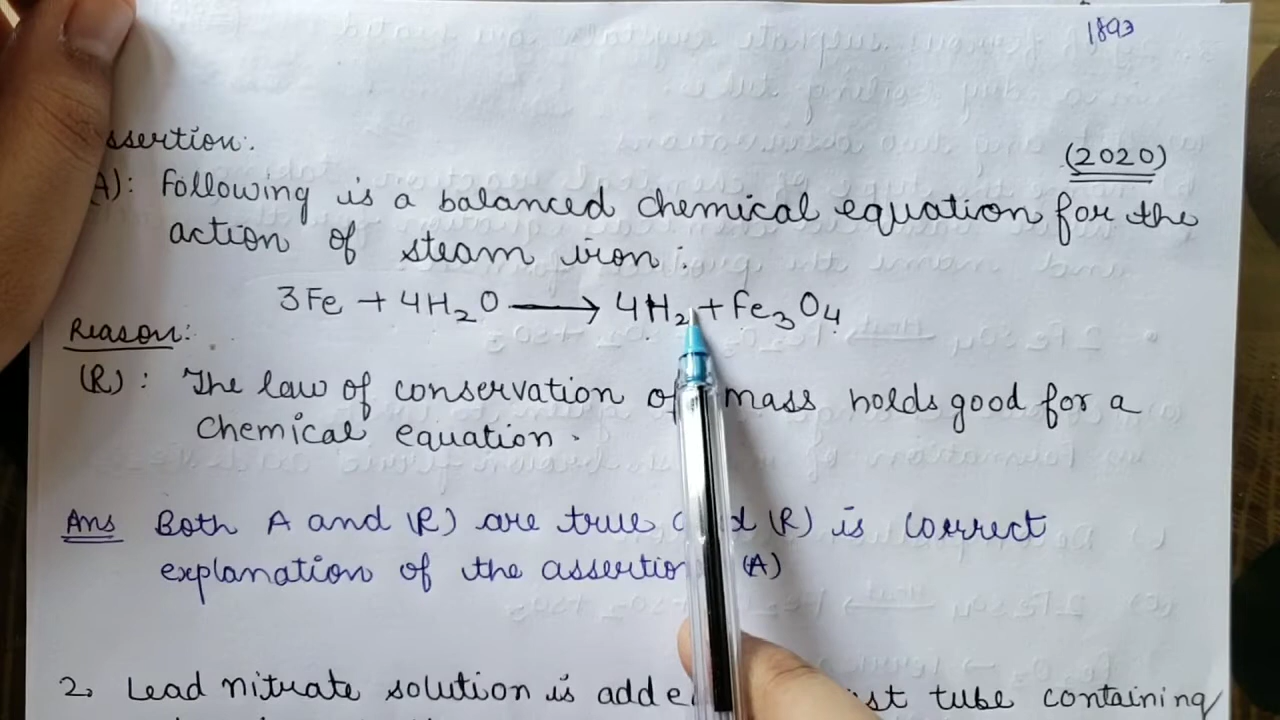 1893
ssertion:
(2020)
A): Following is a balanced chemical equation for the
action of steam iron:
3Fe + 4H₂O ⟶ 4H₂ + Fe₃O₄
Reason:
(R): The law of conservation of mass holds good for a
chemical equation.
Ans Both A and (R) are true d (R) is correct
explanation of the assertion (A)
2, Lead nitrate solution is adde st tube containing